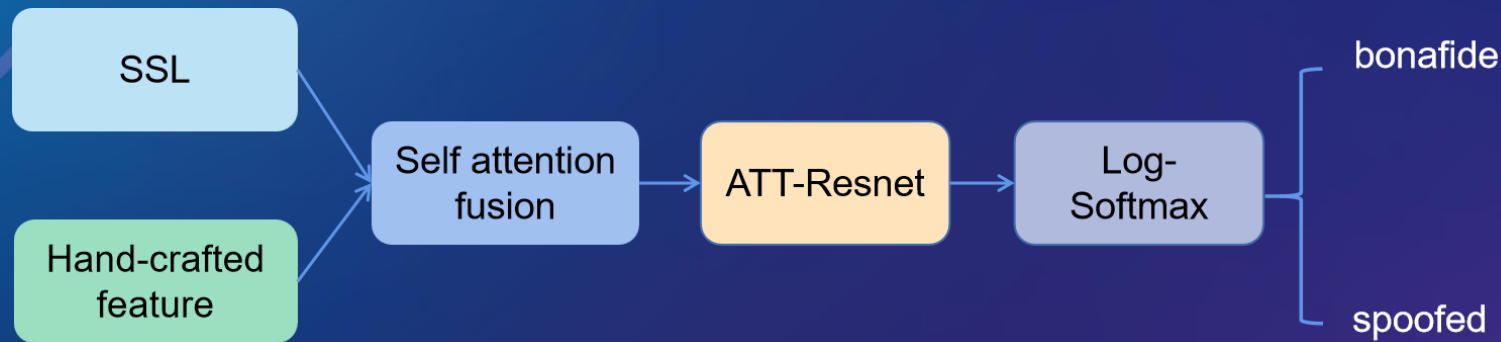 SSL
Hand-crafted
feature
Self attention
fusion
ATT-Resnet
Log-
Softmax
bonafide
spoofed